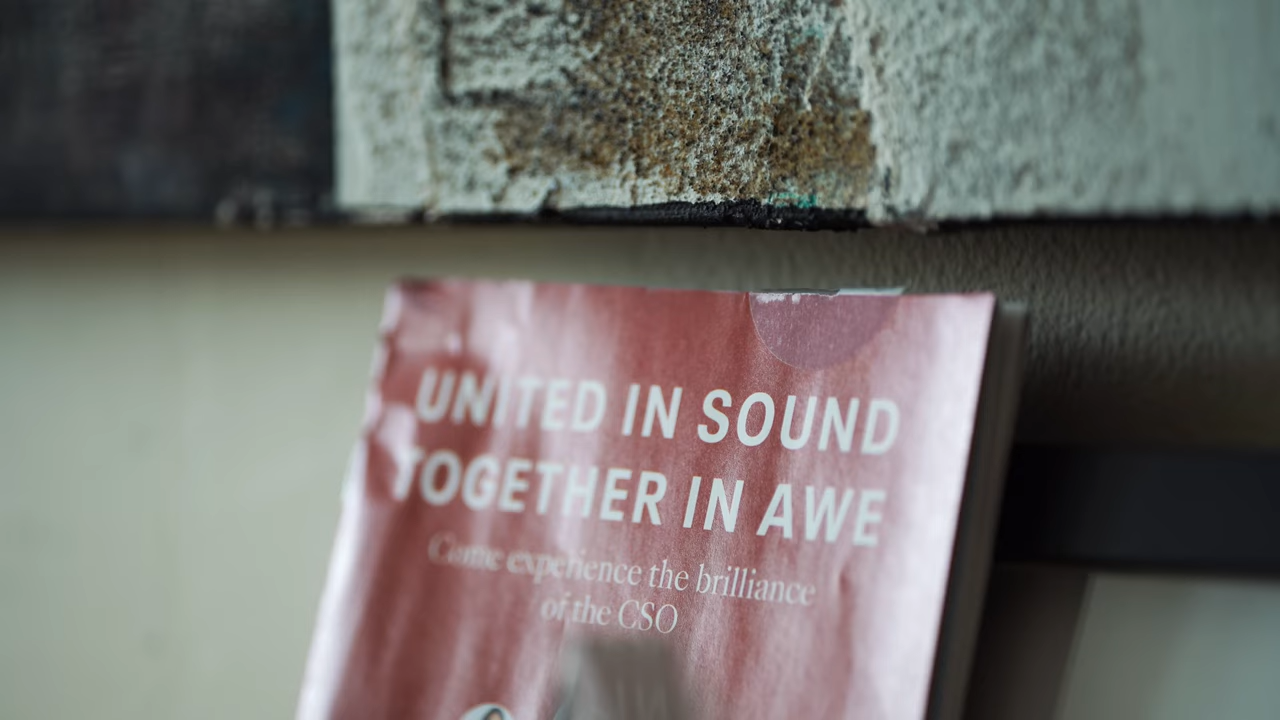 UNITED IN SOUND
TOGETHER IN AWE
Come experience the brilliance
of the CSO